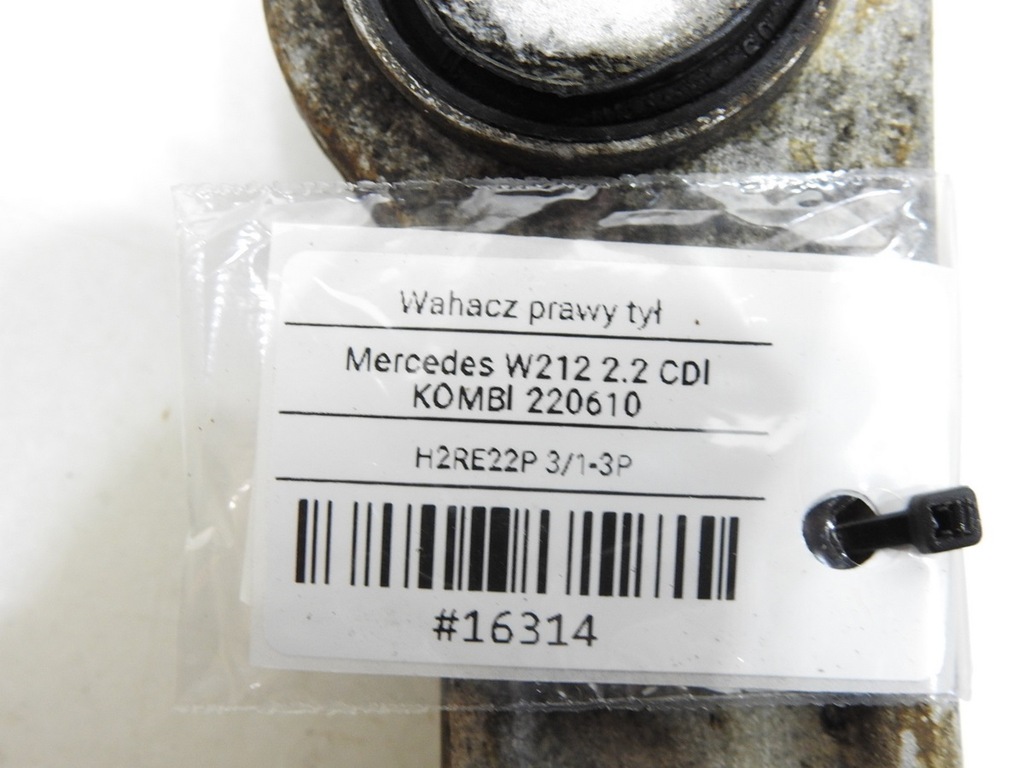 Wahacz prawy tył
Mercedes W212 2.2 CDI
KOMBI 220610
H2RE22P 3/1-3P
#16314